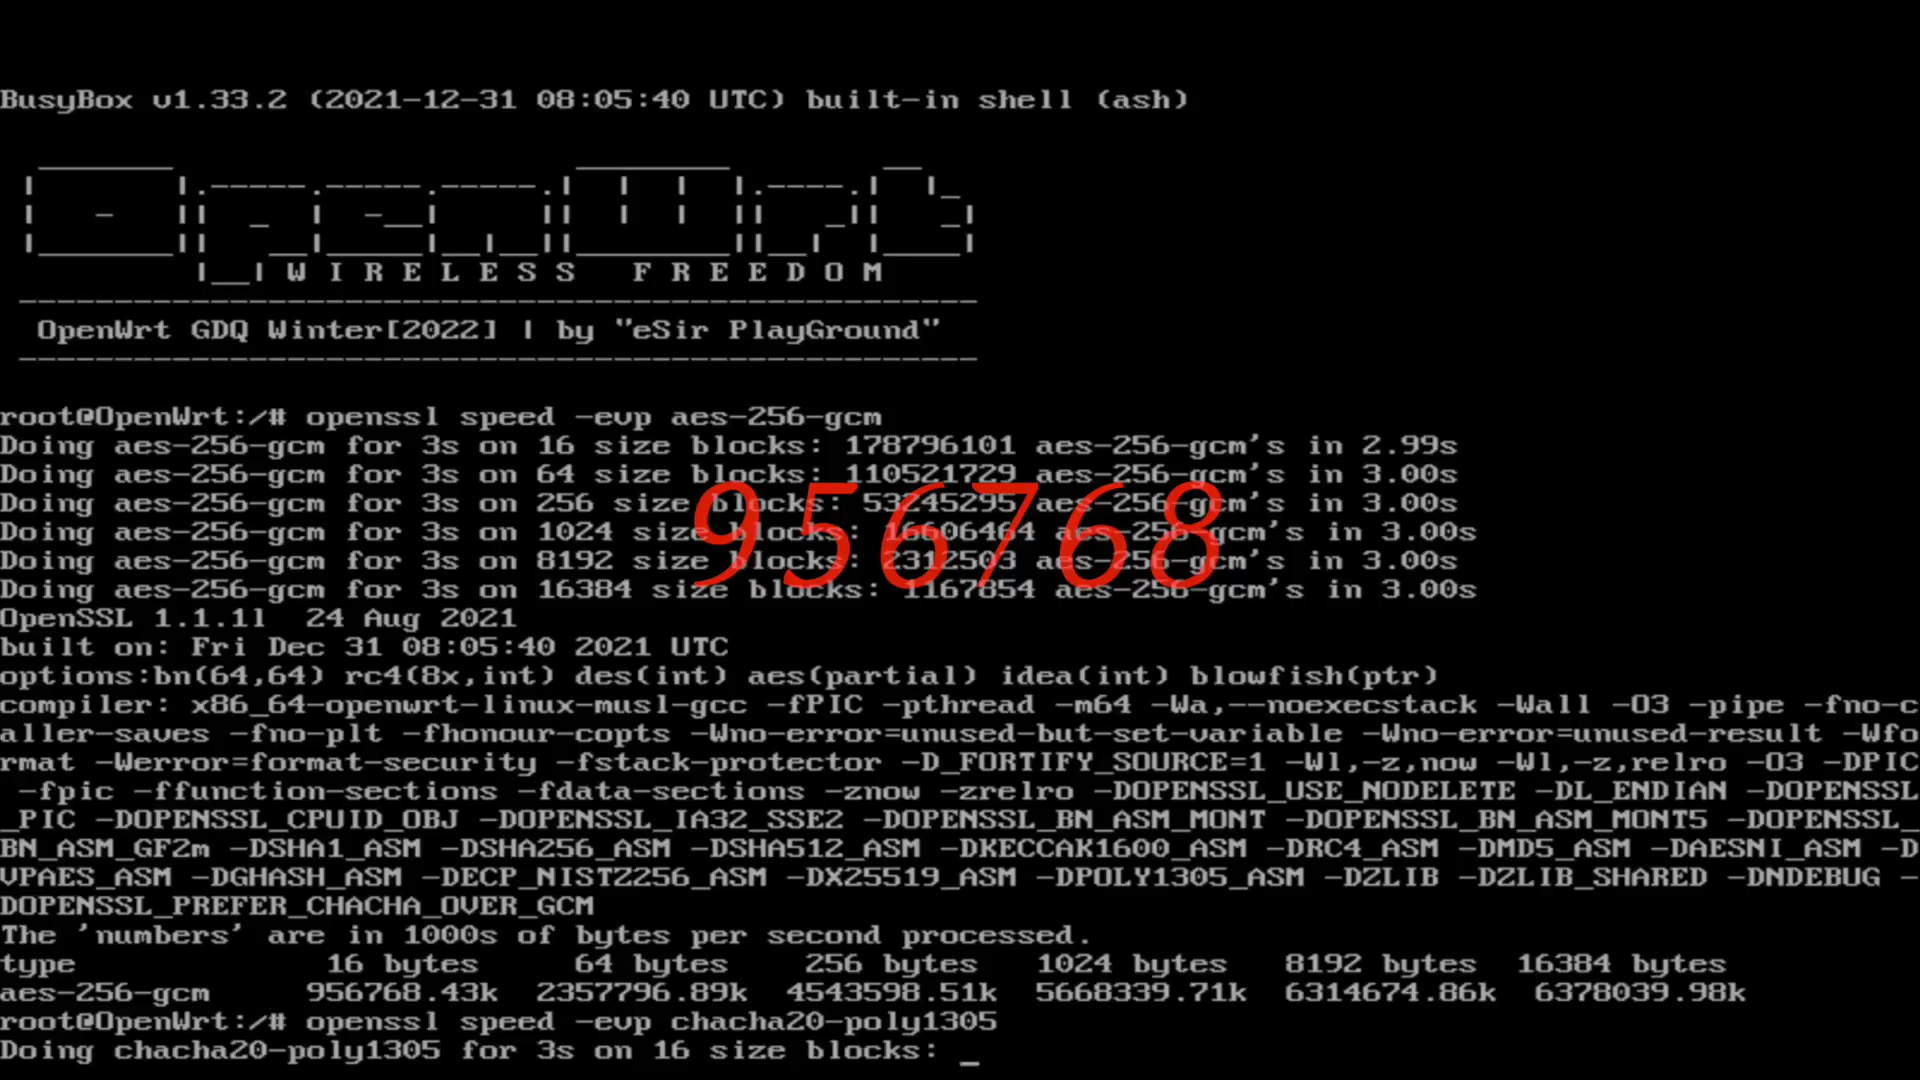 BusyBox v1.33.2 (2021-12-31 08:05:40 UTC) built-in shell (ash)
W I R E L E S S   F R E E D O M
OpenWrt GDQ Winter[2022] | by "eSir PlayGround"
root@OpenWrt:/# openssl speed -evp aes-256-gcm
Doing aes-256-gcm for 3s on 16 size blocks: 178796101 aes-256-gcm's in 2.99s
Doing aes-256-gcm for 3s on 64 size blocks: 110521729 aes-256-gcm's in 3.00s
Doing aes-256-gcm for 3s on 256 size blocks: 53245295 aes-256-gcm's in 3.00s
956768
Doing aes-256-gcm for 3s on 1024 size blocks: 16606464 aes-256-gcm's in 3.00s
Doing aes-256-gcm for 3s on 8192 size blocks: 2312503 aes-256-gcm's in 3.00s
Doing aes-256-gcm for 3s on 16384 size blocks: 1167854 aes-256-gcm's in 3.00s
OpenSSL 1.1.1l  24 Aug 2021
built on: Fri Dec 31 08:05:40 2021 UTC
options:bn(64,64) rc4(8x,int) des(int) aes(partial) idea(int) blowfish(ptr)
compiler: x86_64-openwrt-linux-musl-gcc -fPIC -pthread -m64 -Wa,--noexecstack -Wall -O3 -pipe -fno-c
aller-saves -fno-plt -fhonour-copts -Wno-error=unused-but-set-variable -Wno-error=unused-result -Wfo
rmat -Werror=format-security -fstack-protector -D_FORTIFY_SOURCE=1 -Wl,-z,now -Wl,-z,relro -O3 -DPIC
-fpic -ffunction-sections -fdata-sections -znow -zrelro -DOPENSSL_USE_NODELETE -DL_ENDIAN -DOPENSSL
_PIC -DOPENSSL_CPUID_OBJ -DOPENSSL_IA32_SSE2 -DOPENSSL_BN_ASM_MONT -DOPENSSL_BN_ASM_MONT5 -DOPENSSL_
BN_ASM_GF2m -DSHA1_ASM -DSHA256_ASM -DSHA512_ASM -DKECCAK1600_ASM -DRC4_ASM -DMD5_ASM -DAESNI_ASM -D
VPAES_ASM -DGHASH_ASM -DECP_NISTZ256_ASM -DX25519_ASM -DPOLY1305_ASM -DZLIB -DZLIB_SHARED -DNDEBUG -
DOPENSSL_PREFER_CHACHA_OVER_GCM
The 'numbers' are in 1000s of bytes per second processed.
type             16 bytes     64 bytes    256 bytes   1024 bytes   8192 bytes  16384 bytes
aes-256-gcm     956768.43k  2357796.89k  4543598.51k  5668339.71k  6314674.86k  6378039.98k
root@OpenWrt:/# openssl speed -evp chacha20-poly1305
Doing chacha20-poly1305 for 3s on 16 size blocks: _